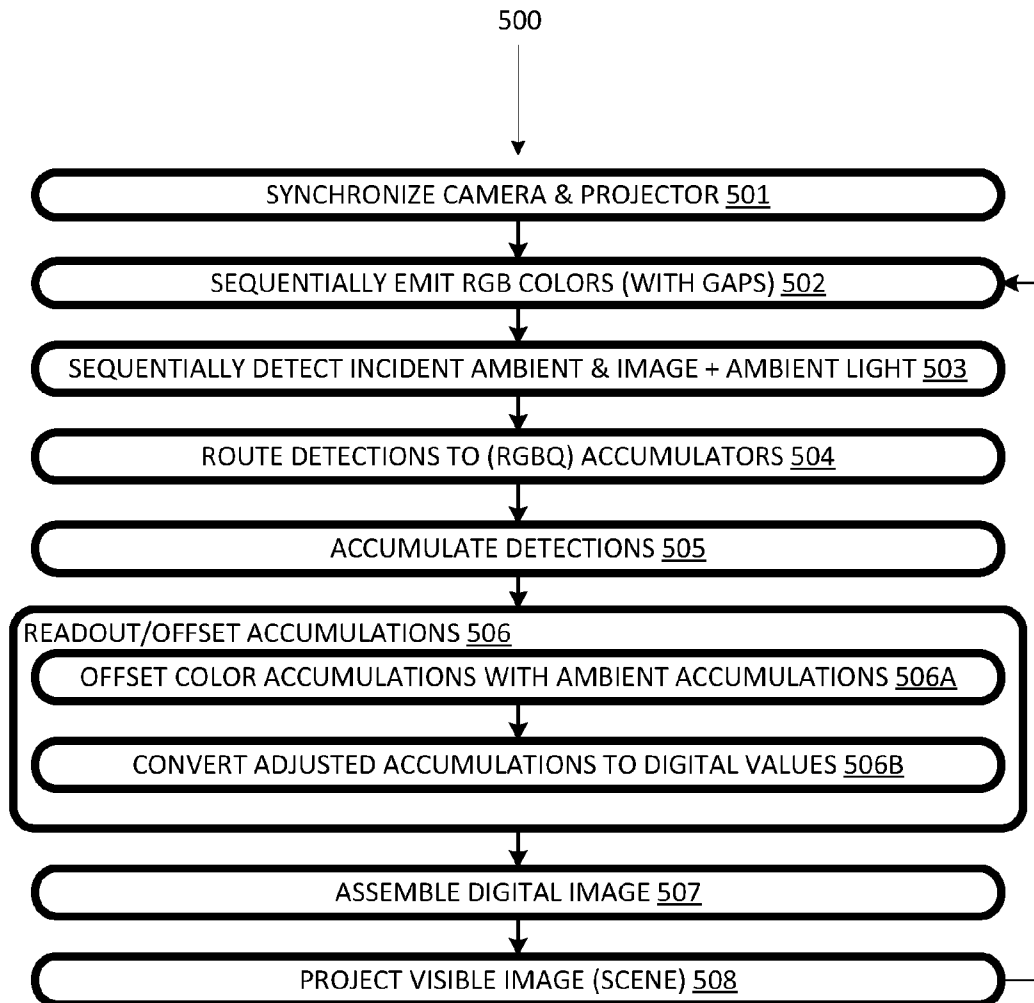 500
SYNCHRONIZE CAMERA & PROJECTOR 501
SEQUENTIALLY EMIT RGB COLORS (WITH GAPS) 502
SEQUENTIALLY DETECT INCIDENT AMBIENT & IMAGE + AMBIENT LIGHT 503
ROUTE DETECTIONS TO (RGBQ) ACCUMULATORS 504
ACCUMULATE DETECTIONS 505
READOUT/OFFSET ACCUMULATIONS 506
OFFSET COLOR ACCUMULATIONS WITH AMBIENT ACCUMULATIONS 506A
CONVERT ADJUSTED ACCUMULATIONS TO DIGITAL VALUES 506B
ASSEMBLE DIGITAL IMAGE 507
PROJECT VISIBLE IMAGE (SCENE) 508